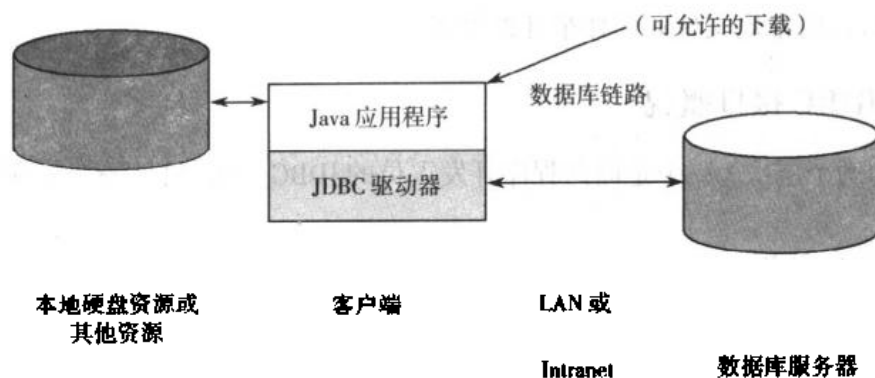 （可允许的下载）
数据库链路
Java 应用程序
JDBC 驱动器
本地硬盘资源或
其他资源
客户端
LAN 或
Intranet
数据库服务器